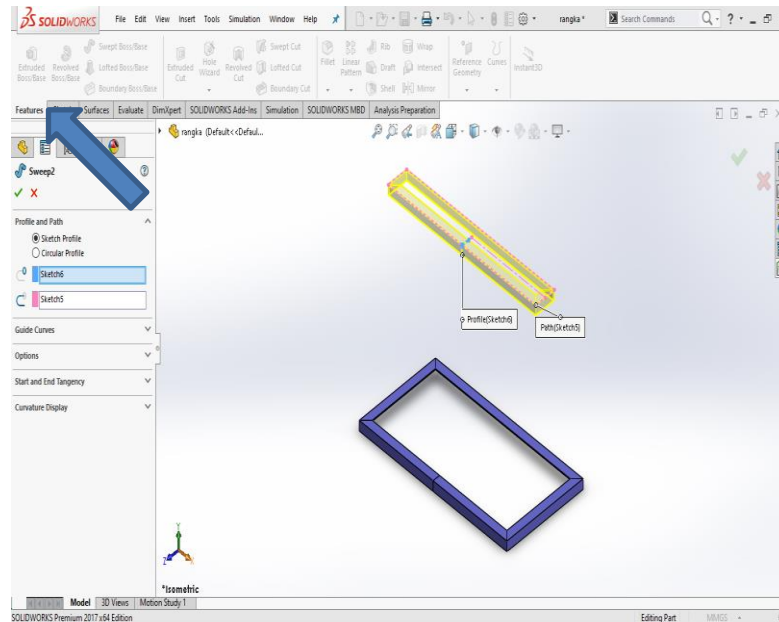 SOLIDWORKS File Edit View Insert Tools Simulation Window Help rangka * Search Commands
Extruded Boss/Base Revolved Boss/Base Swept Boss/Base Lofted Boss/Base Boundary Boss/Base Extruded Cut Hole Wizard Revolved Cut Swept Cut Lofted Cut Boundary Cut Fillet Linear Pattern Rib Draft Shell Wrap Intersect Mirror Reference Geometry Curves Instant3D
Features Surfaces Evaluate DimXpert SOLIDWORKS Add-Ins Simulation SOLIDWORKS MBD Analysis Preparation
rangka (Default<<Defaul...
Sweep2
Profile and Path
Sketch Profile
Circular Profile
Sketch6
Sketch5
Guide Curves
Options
Start and End Tangency
Curvature Display
Profile(Sketch6)
Path(Sketch5)
Y
Z
*Isometric
Model 3D Views Motion Study 1
SOLIDWORKS Premium 2017 x64 Edition Editing Part MMGS